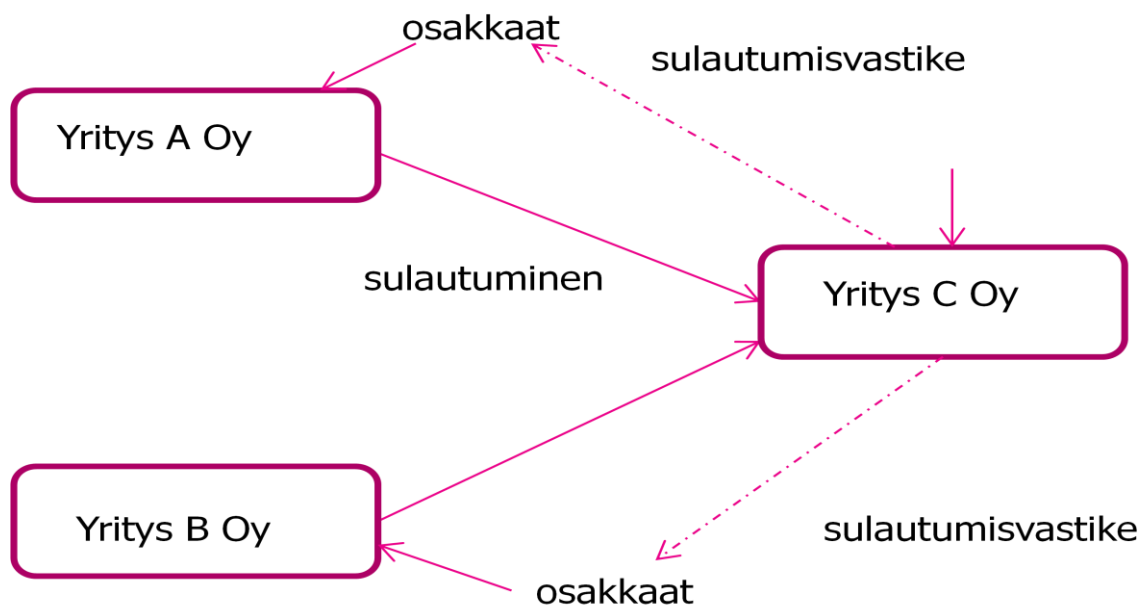 osakkaat
sulautumisvastike
Yritys A Oy
sulautuminen
Yritys C Oy
Yritys B Oy
sulautumisvastike
osakkaat